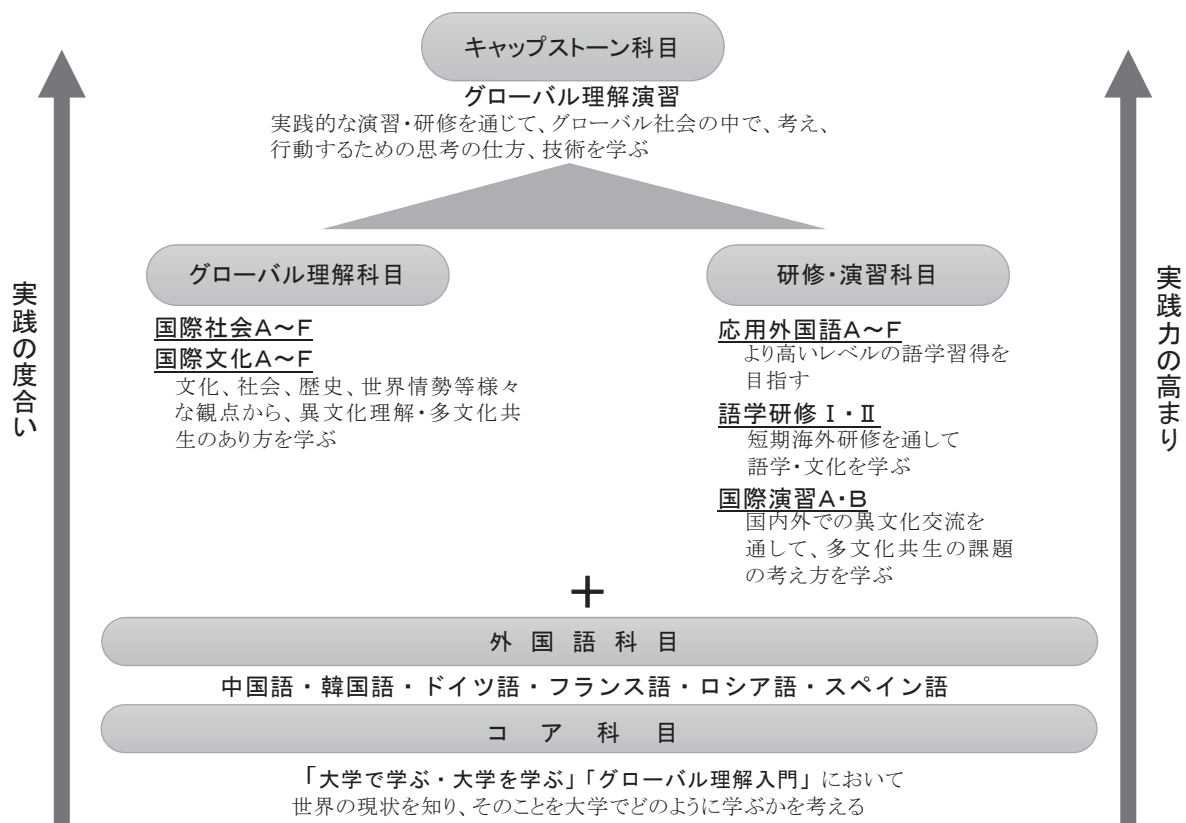 キャップストーン科目
グローバル理解演習
実践的な演習・研修を通じて、グローバル社会の中で、考え、
行動するための思考の仕方、技術を学ぶ
実践の度合い
グローバル理解科目
国際社会A～F
国際文化A～F
文化、社会、歴史、世界情勢等様々
な観点から、異文化理解・多文化共
生のあり方を学ぶ
研修・演習科目
応用外国語A～F
より高いレベルの語学習得を
目指す
語学研修Ⅰ・Ⅱ
短期海外研修を通して
語学・文化を学ぶ
国際演習A・B
国内外での異文化交流を
通して、多文化共生の課題
の考え方を学ぶ
実践力の高まり
＋
外国語科目
中国語・韓国語・ドイツ語・フランス語・ロシア語・スペイン語
コア科目
「大学で学ぶ・大学を学ぶ」「グローバル理解入門」において
世界の現状を知り、そのことを大学でどのように学ぶかを考える